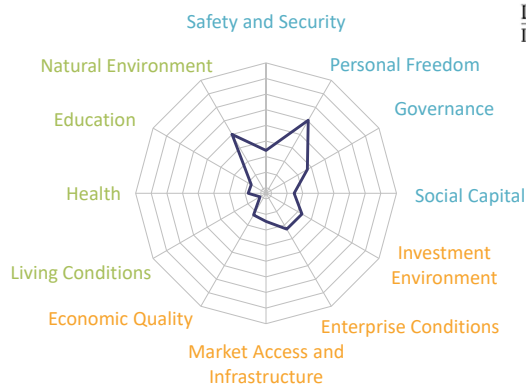 Safety and Security
Natural Environment
Personal Freedom
Education
Governance
Health
Social Capital
Investment
Environment
Living Conditions
Economic Quality
Enterprise Conditions
Market Access and
Infrastructure